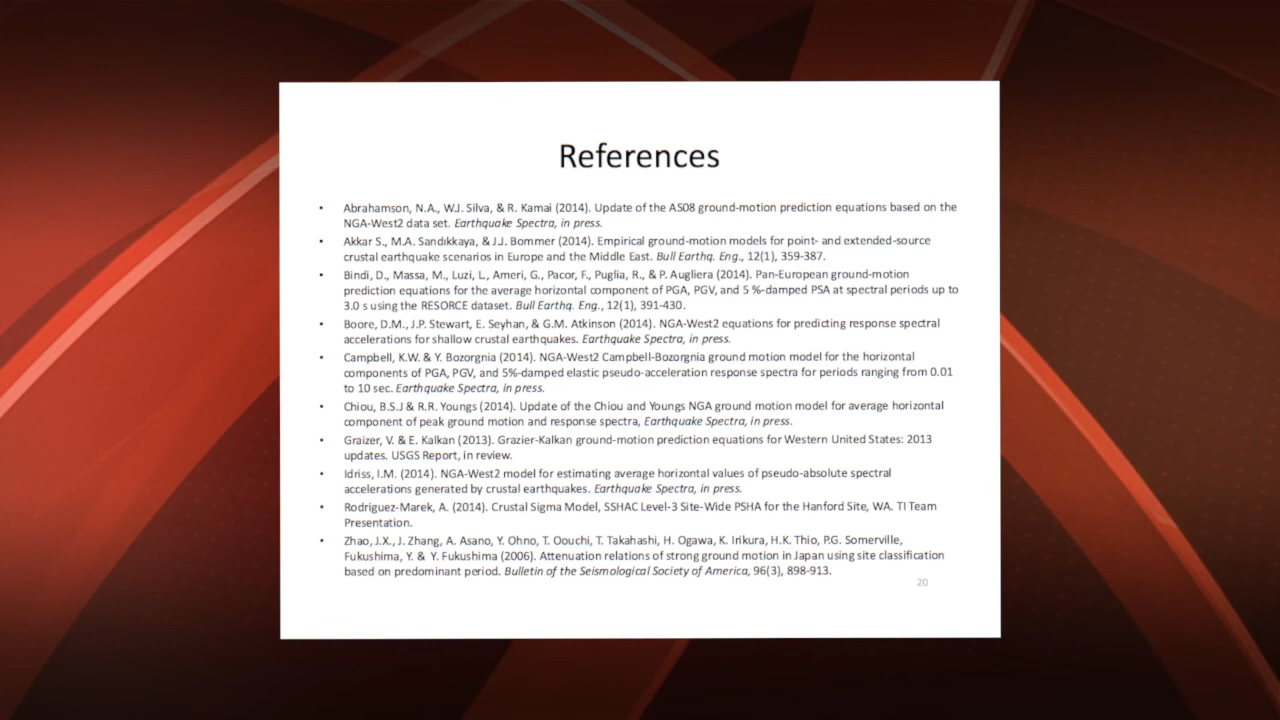 References
• Abrahamson, N.A., W.J. Silva, & R. Kamai (2014). Update of the AS08 ground-motion prediction equations based on the
NGA-West2 data set. Earthquake Spectra, in press.
• Akkar S., M.A. Sandıkkaya, & J.J. Bommer (2014). Empirical ground-motion models for point- and extended-source
crustal earthquake scenarios in Europe and the Middle East. Bull Earthq. Eng., 12(1), 359-387.
• Bindi, D., Massa, M., Luzi, L., Ameri, G., Pacor, F., Puglia, R., & P. Augliera (2014). Pan-European ground-motion
prediction equations for the average horizontal component of PGA, PGV, and 5 %-damped PSA at spectral periods up to
3.0 s using the RESORCE dataset. Bull Earthq. Eng., 12(1), 391-430.
• Boore, D.M., J.P. Stewart, E. Seyhan, & G.M. Atkinson (2014). NGA-West2 equations for predicting response spectral
accelerations for shallow crustal earthquakes. Earthquake Spectra, in press.
• Campbell, K.W. & Y. Bozorgnia (2014). NGA-West2 Campbell-Bozorgnia ground motion model for the horizontal
components of PGA, PGV, and 5%-damped elastic pseudo-acceleration response spectra for periods ranging from 0.01
to 10 sec. Earthquake Spectra, in press.
• Chiou, B.S.J & R.R. Youngs (2014). Update of the Chiou and Youngs NGA ground motion model for average horizontal
component of peak ground motion and response spectra, Earthquake Spectra, in press.
• Graizer, V. & E. Kalkan (2013). Grazier-Kalkan ground-motion prediction equations for Western United States: 2013
updates. USGS Report, in review.
• Idriss, I.M. (2014). NGA-West2 model for estimating average horizontal values of pseudo-absolute spectral
accelerations generated by crustal earthquakes. Earthquake Spectra, in press.
• Rodriguez-Marek, A. (2014). Crustal Sigma Model, SSHAC Level-3 Site-Wide PSHA for the Hanford Site, WA. TI Team
Presentation.
• Zhao, J.X., J. Zhang, A. Asano, Y. Ohno, T. Oouchi, T. Takahashi, H. Ogawa, K. Irikura, H.K. Thio, P.G. Somerville,
Fukushima, Y. & Y. Fukushima (2006). Attenuation relations of strong ground motion in Japan using site classification
based on predominant period. Bulletin of the Seismological Society of America, 96(3), 898-913.
20